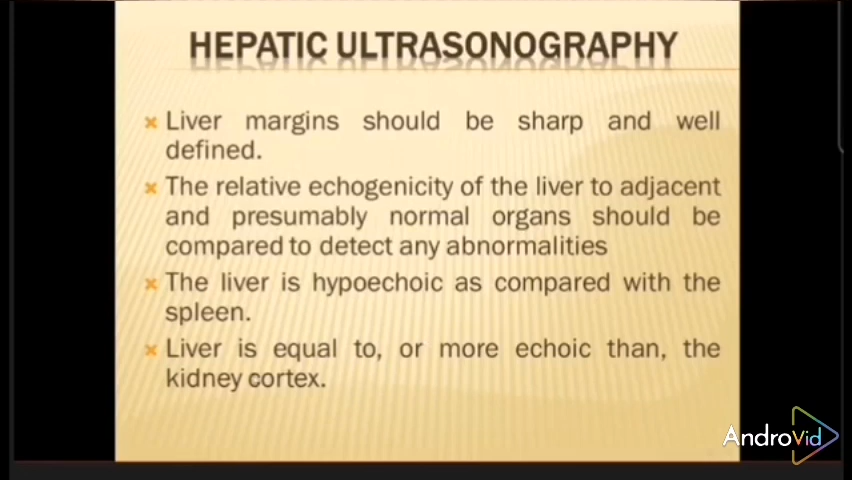 HEPATIC ULTRASONOGRAPHY
Liver margins should be sharp and well
defined.
The relative echogenicity of the liver to adjacent
and presumably normal organs should be
compared to detect any abnormalities
The liver is hypoechoic as compared with the
spleen.
Liver is equal to, or more echoic than, the
kidney cortex.
AndroVid